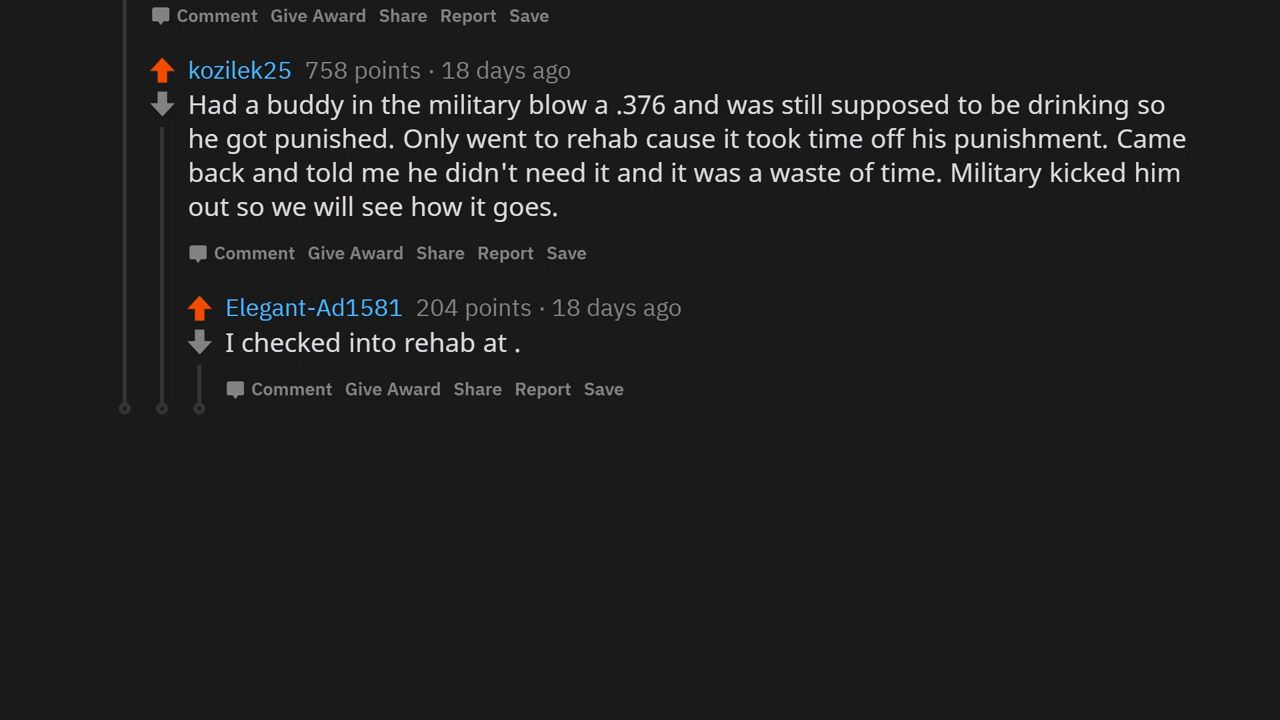 Comment Give Award Share Report Save
kozilek25 758 points · 18 days ago
Had a buddy in the military blow a .376 and was still supposed to be drinking so
he got punished. Only went to rehab cause it took time off his punishment. Came
back and told me he didn't need it and it was a waste of time. Military kicked him
out so we will see how it goes.
Comment Give Award Share Report Save
Elegant-Ad1581 204 points · 18 days ago
I checked into rehab at .
Comment Give Award Share Report Save